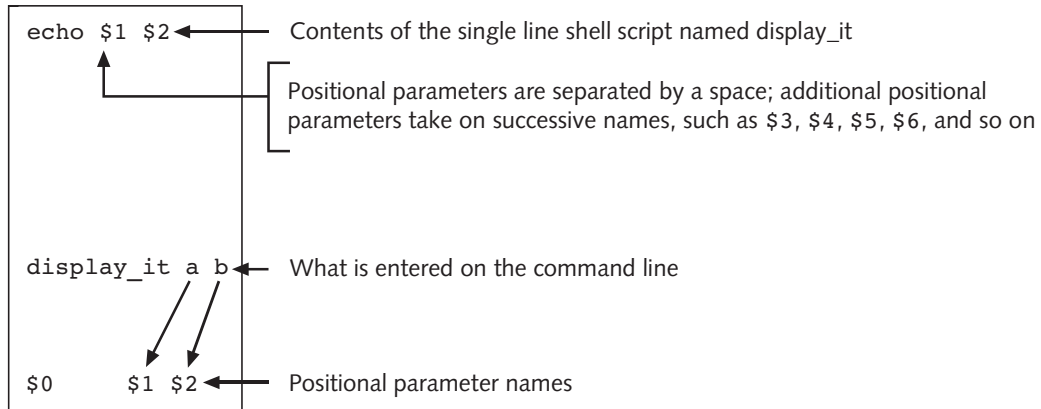 echo $1 $2 Contents of the single line shell script named display_it
Positional parameters are separated by a space; additional positional
parameters take on successive names, such as $3, $4, $5, $6, and so on
display_it a b What is entered on the command line
$0 $1 $2 Positional parameter names